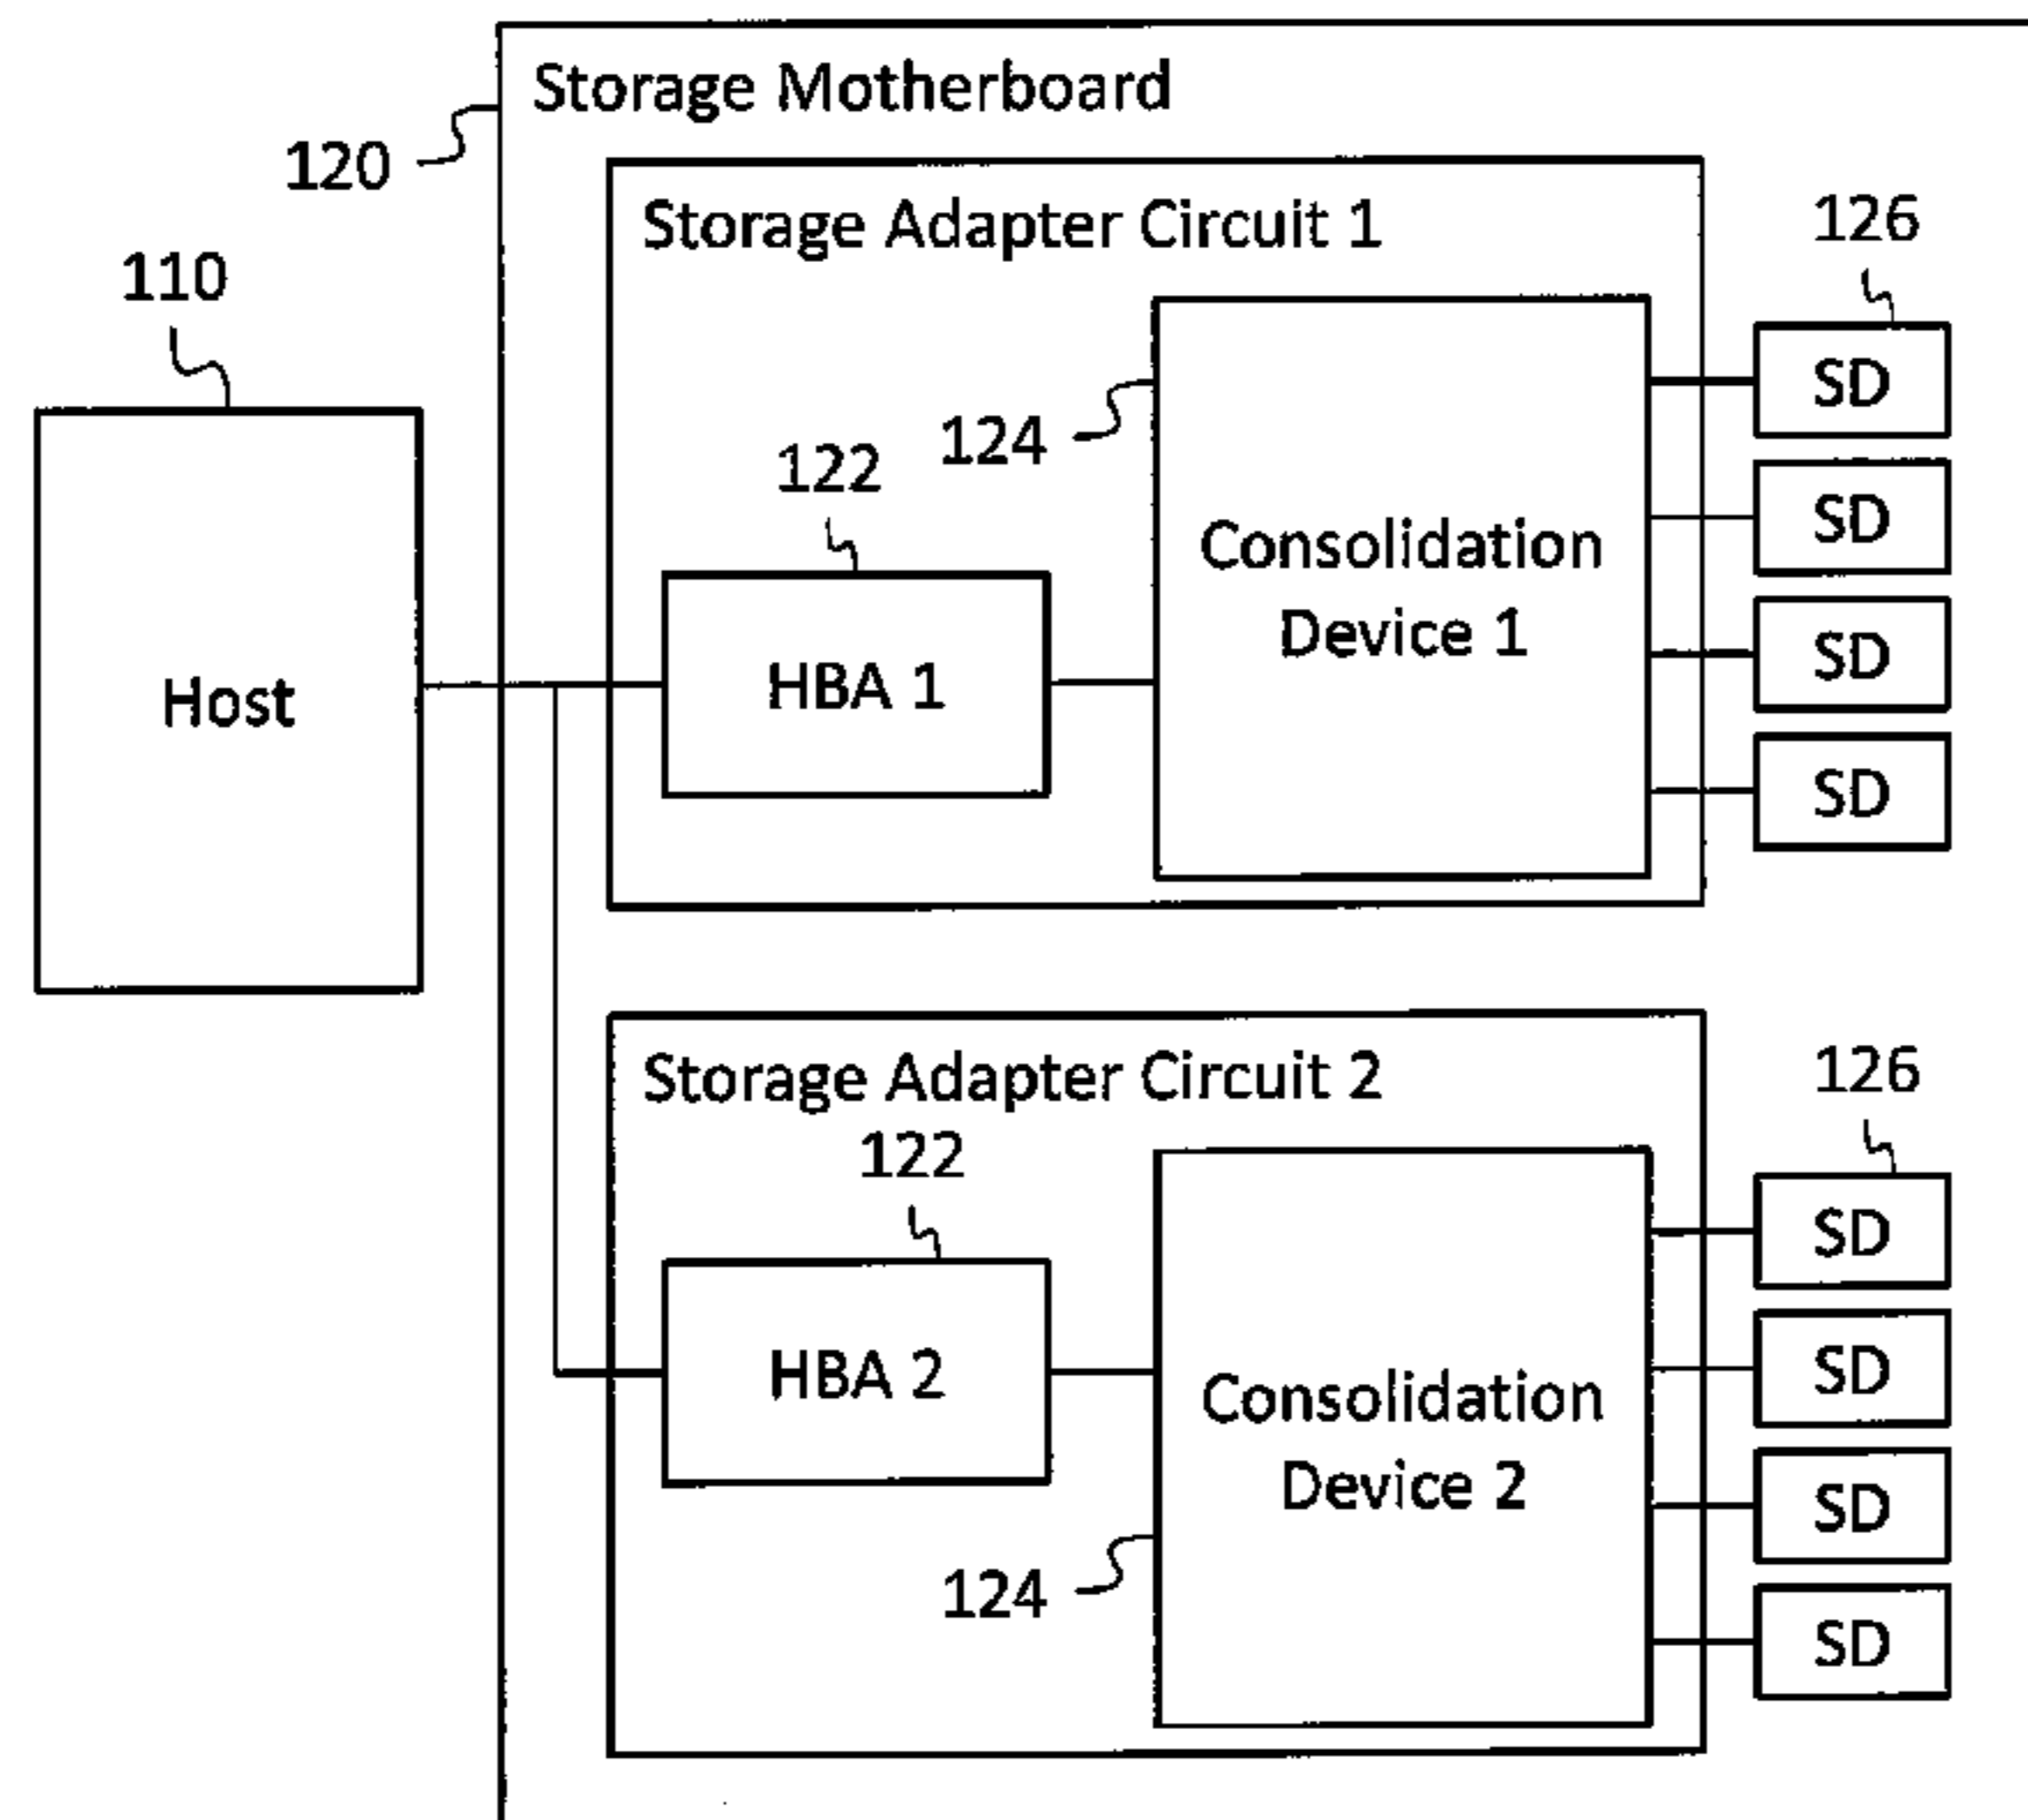 Storage Motherboard
120
Storage Adapter Circuit 1
126
110
SD
124
122
SD
Consolidation
Device 1
SD
HBA 1
Host
SD
Storage Adapter Circuit 2
126
122
SD
HBA 2
SD
Consolidation
Device 2
SD
124
SD